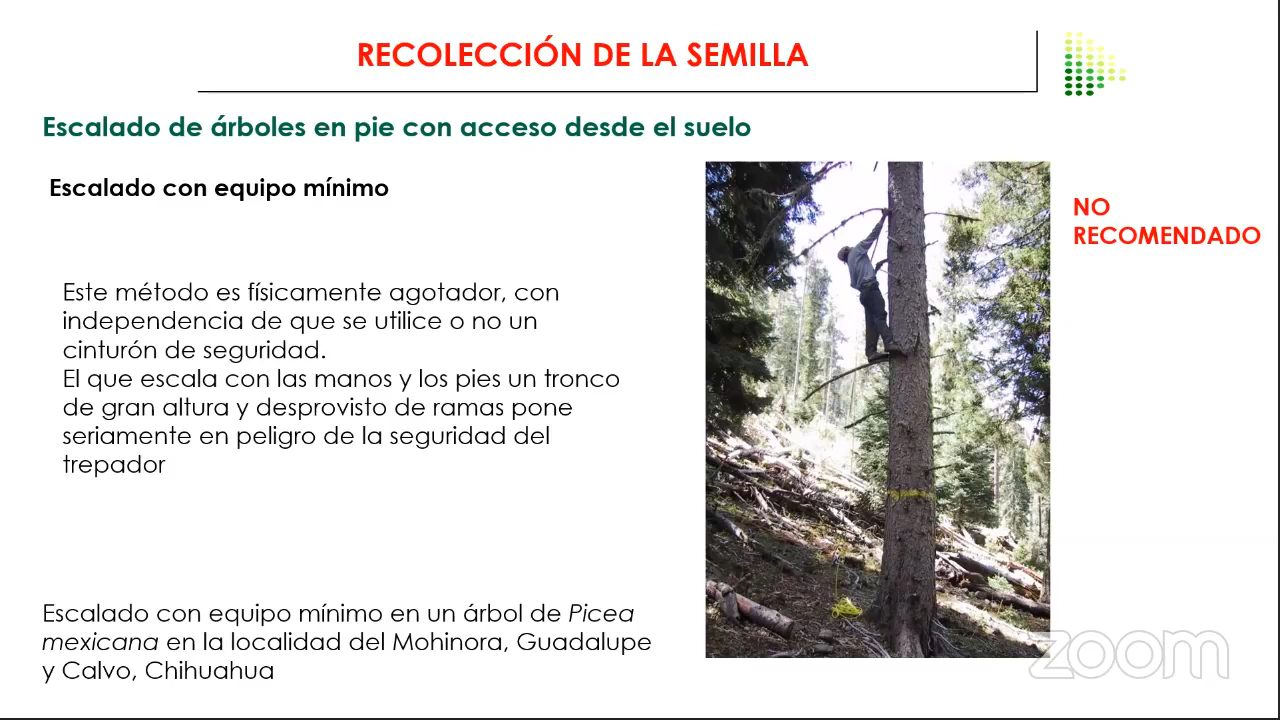 RECOLECCIÓN DE LA SEMILLA
Escalado de árboles en pie con acceso desde el suelo
Escalado con equipo mínimo
NO
RECOMENDADO
Este método es físicamente agotador, con
independencia de que se utilice o no un
cinturón de seguridad.
El que escala con las manos y los pies un tronco
de gran altura y desprovisto de ramas pone
seriamente en peligro de la seguridad del
trepador
Escalado con equipo mínimo en un árbol de Picea
mexicana en la localidad del Mohinora, Guadalupe
y Calvo, Chihuahua
zoom